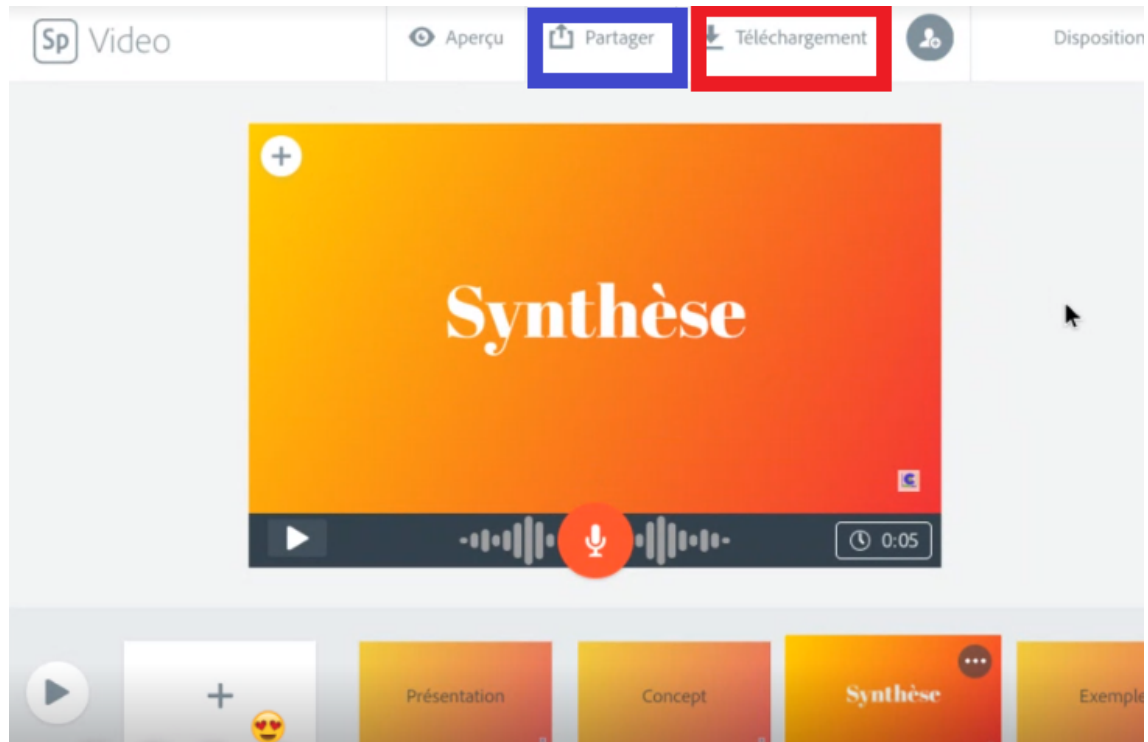 Sp Video
Aperçu
Partager
Téléchargement
Disposition
Synthèse
C
0:05
Présentation
Concept
Synthèse
Exemple